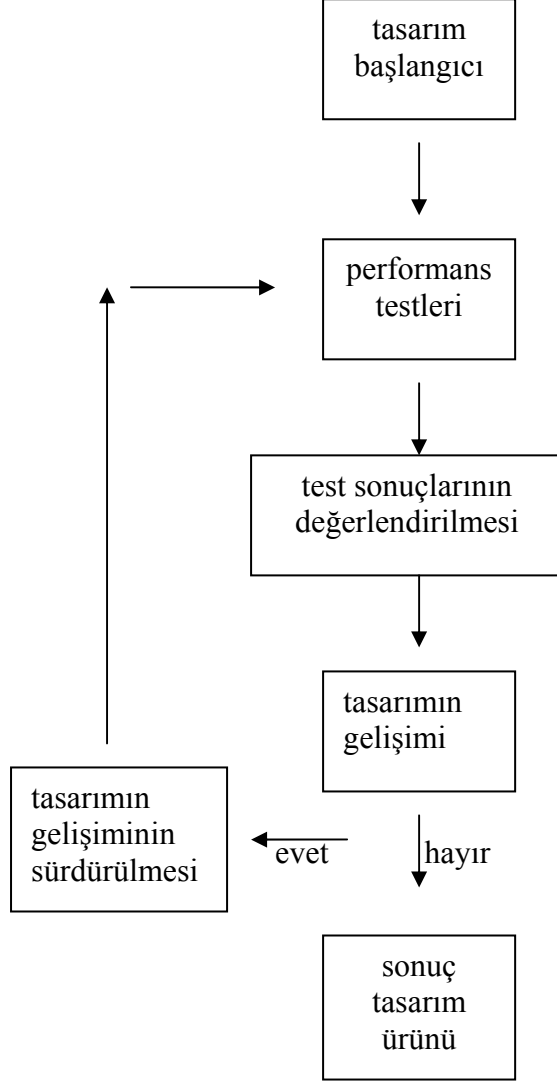 tasarım
başlangıcı
performans
testleri
test sonuçlarının
değerlendirilmesi
tasarımın
gelişimi
tasarımın
gelişiminin
sürdürülmesi
evet
hayır
sonuç
tasarım
ürünü